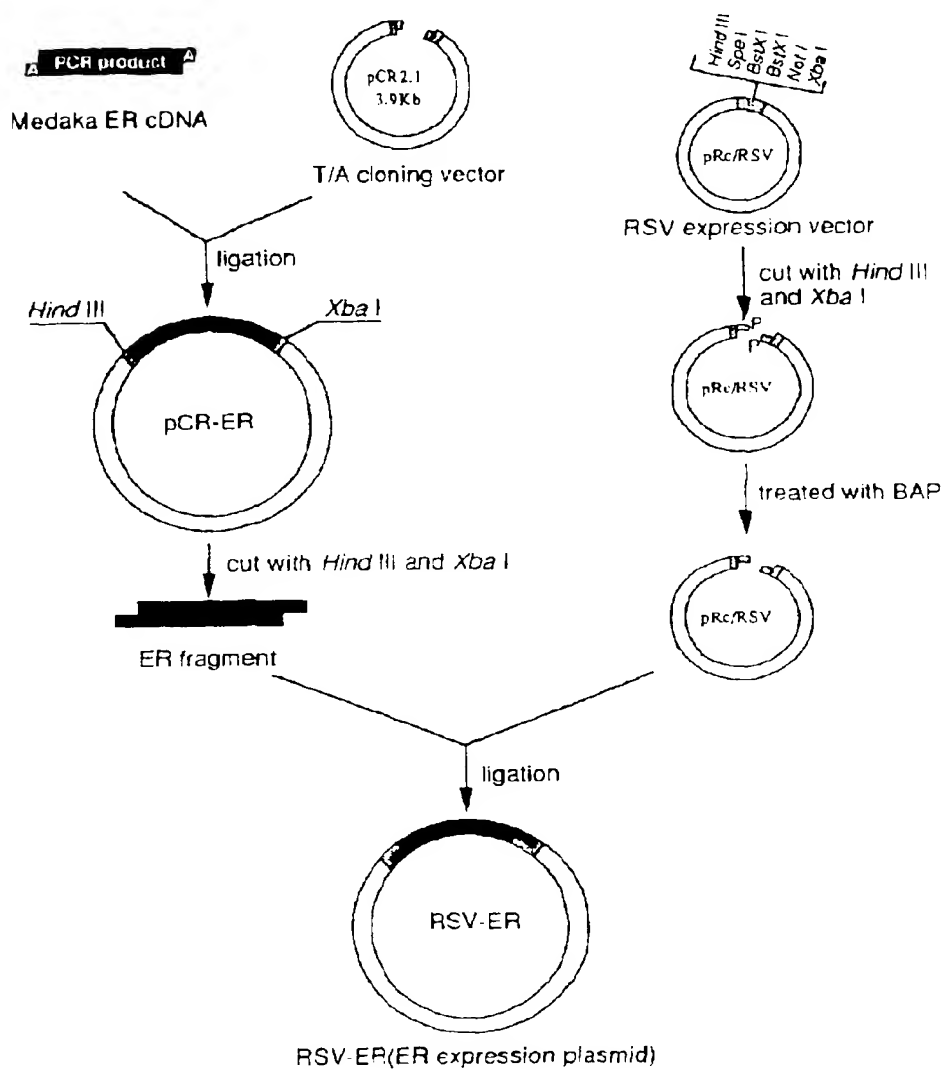 A PCR product A
Medaka ER cDNA
pCR2.1
3.9Kb
T/A cloning vector
Hind III
Spe I
BstX I
BstX I
Not I
Xba I
pRc/RSV
RSV expression vector
ligation
cut with Hind III
and Xba I
Hind III
Xba I
P
P
pRc/RSV
pCR-ER
treated with BAP
cut with Hind III and Xba I
pRc/RSV
ER fragment
ligation
RSV-ER
RSV-ER(ER expression plasmid)